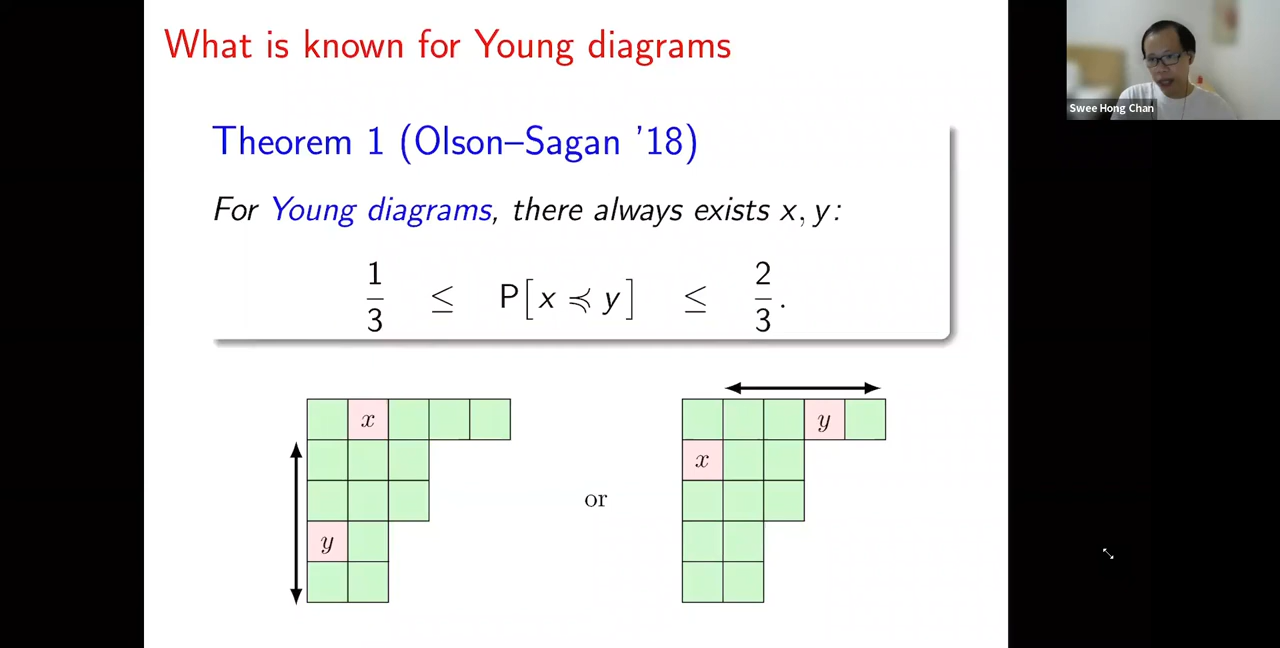 What is known for Young diagrams
Swee Hong Chan
Theorem 1 (Olson–Sagan '18)
For Young diagrams, there always exists x, y:
1/3 ≤ P[x ≼ y] ≤ 2/3.
x
y
or
y
x